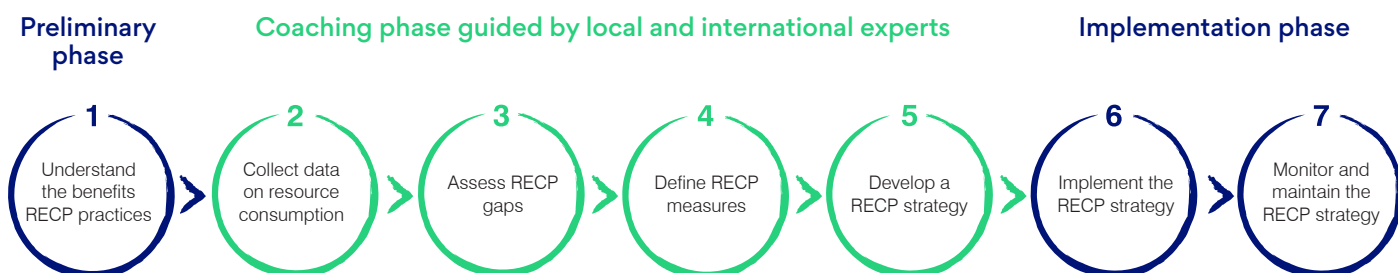 Preliminary
phase
Coaching phase guided by local and international experts
Implementation phase
1
Understand
the benefits
RECP practices
2
Collect data
on resource
consumption
3
Assess RECP
gaps
4
Define RECP
measures
5
Develop a
RECP strategy
6
Implement the
RECP strategy
7
Monitor and
maintain the
RECP strategy